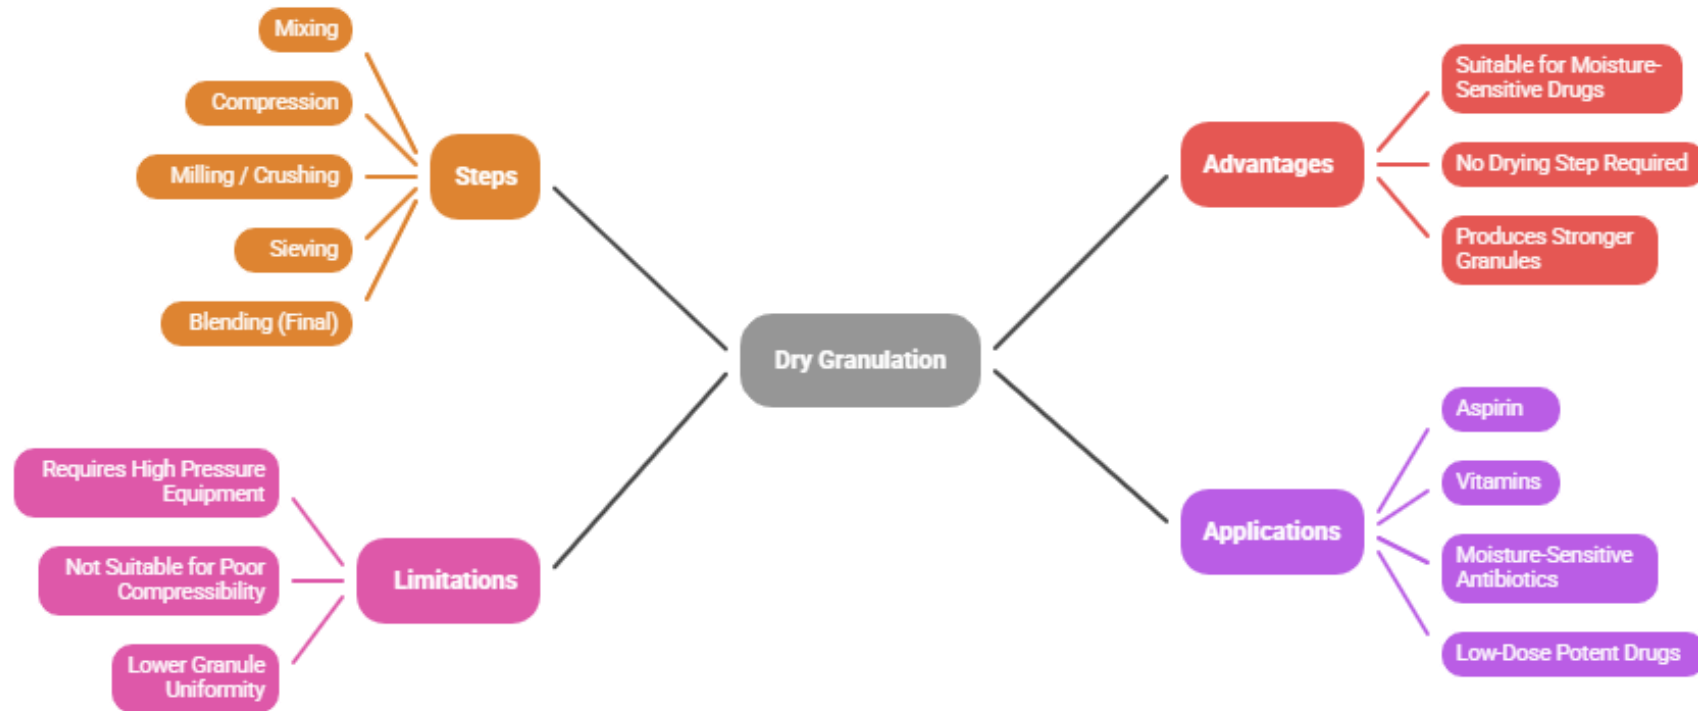 Mixing
Compression
Milling / Crushing
Sieving
Blending (Final)
Steps
Requires High Pressure
Equipment
Not Suitable for Poor
Compressibility
Lower Granule
Uniformity
Limitations
Dry Granulation
Advantages
Suitable for Moisture-
Sensitive Drugs
No Drying Step Required
Produces Stronger
Granules
Applications
Aspirin
Vitamins
Moisture-Sensitive
Antibiotics
Low-Dose Potent Drugs